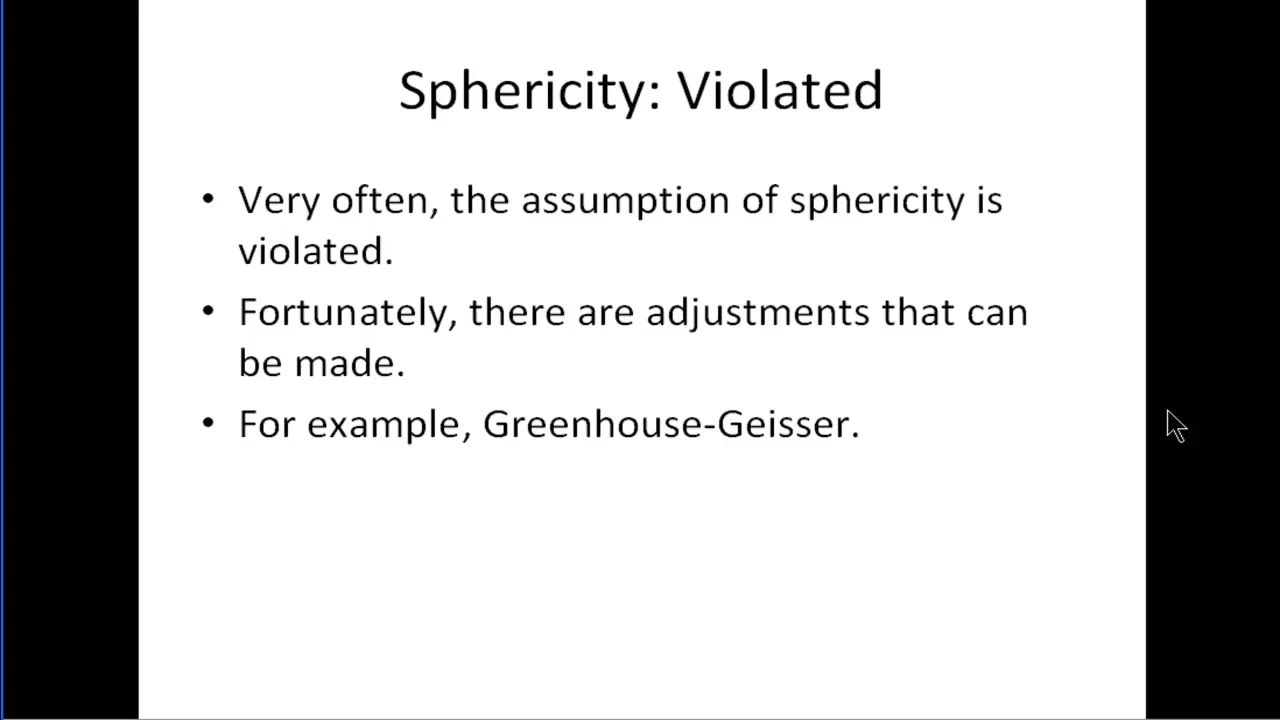 Sphericity: Violated
• Very often, the assumption of sphericity is
violated.
• Fortunately, there are adjustments that can
be made.
• For example, Greenhouse-Geisser.